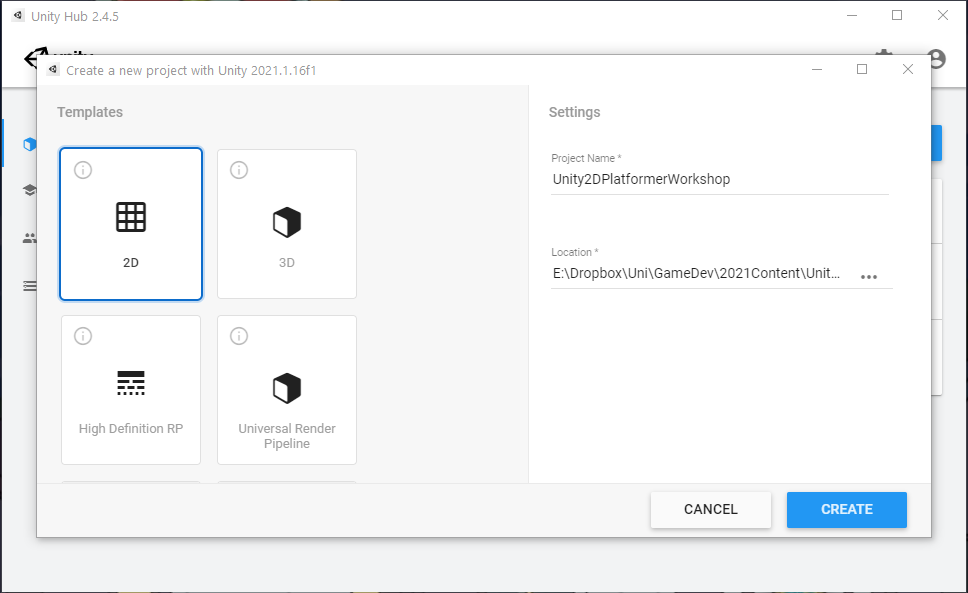 Unity Hub 2.4.5
Create a new project with Unity 2021.1.16f1
Templates
2D
3D
High Definition RP
Universal Render
Pipeline
Settings
Project Name *
Unity2DPlatformerWorkshop
Location *
E:\Dropbox\Uni\GameDev\2021Content\Unit...
CANCEL
CREATE